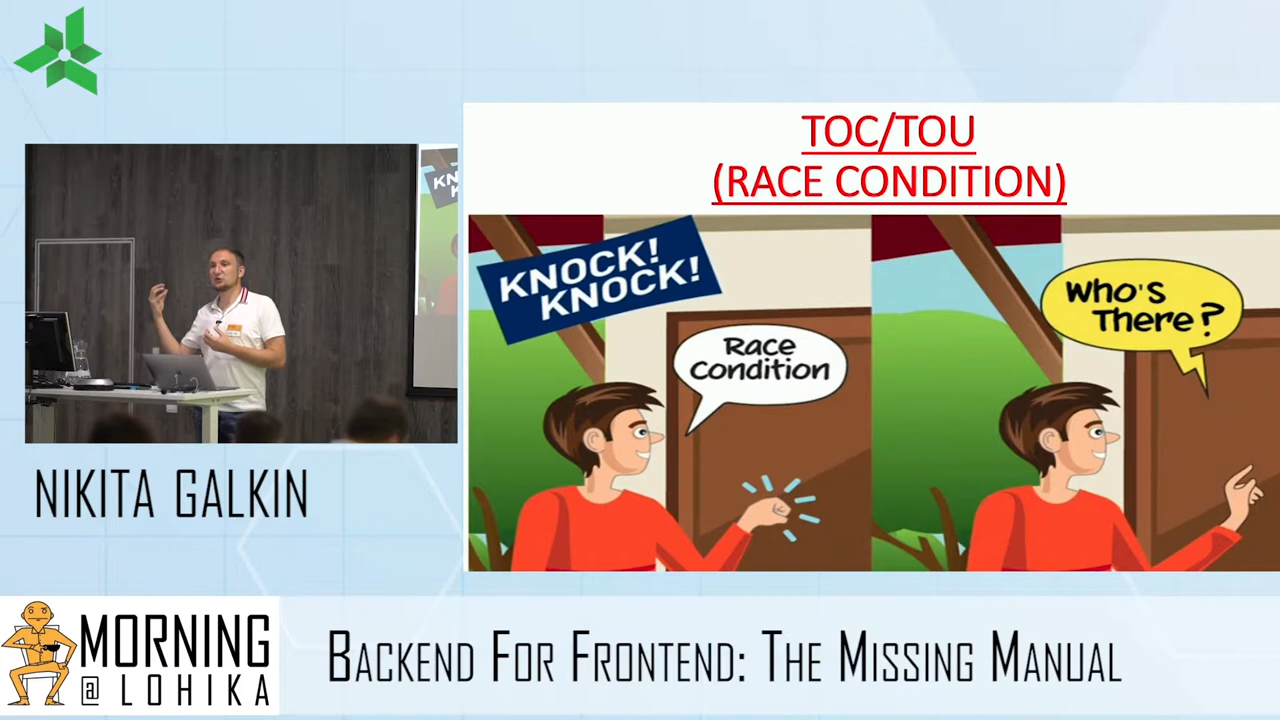 TOC/TOU
(RACE CONDITION)
KNOCK!
KNOCK!
Race
Condition
Who's
There?
KN
K
NIKITA GALKIN
MORNING
@ LOHIKA
BACKEND FOR FRONTEND: THE MISSING MANUAL